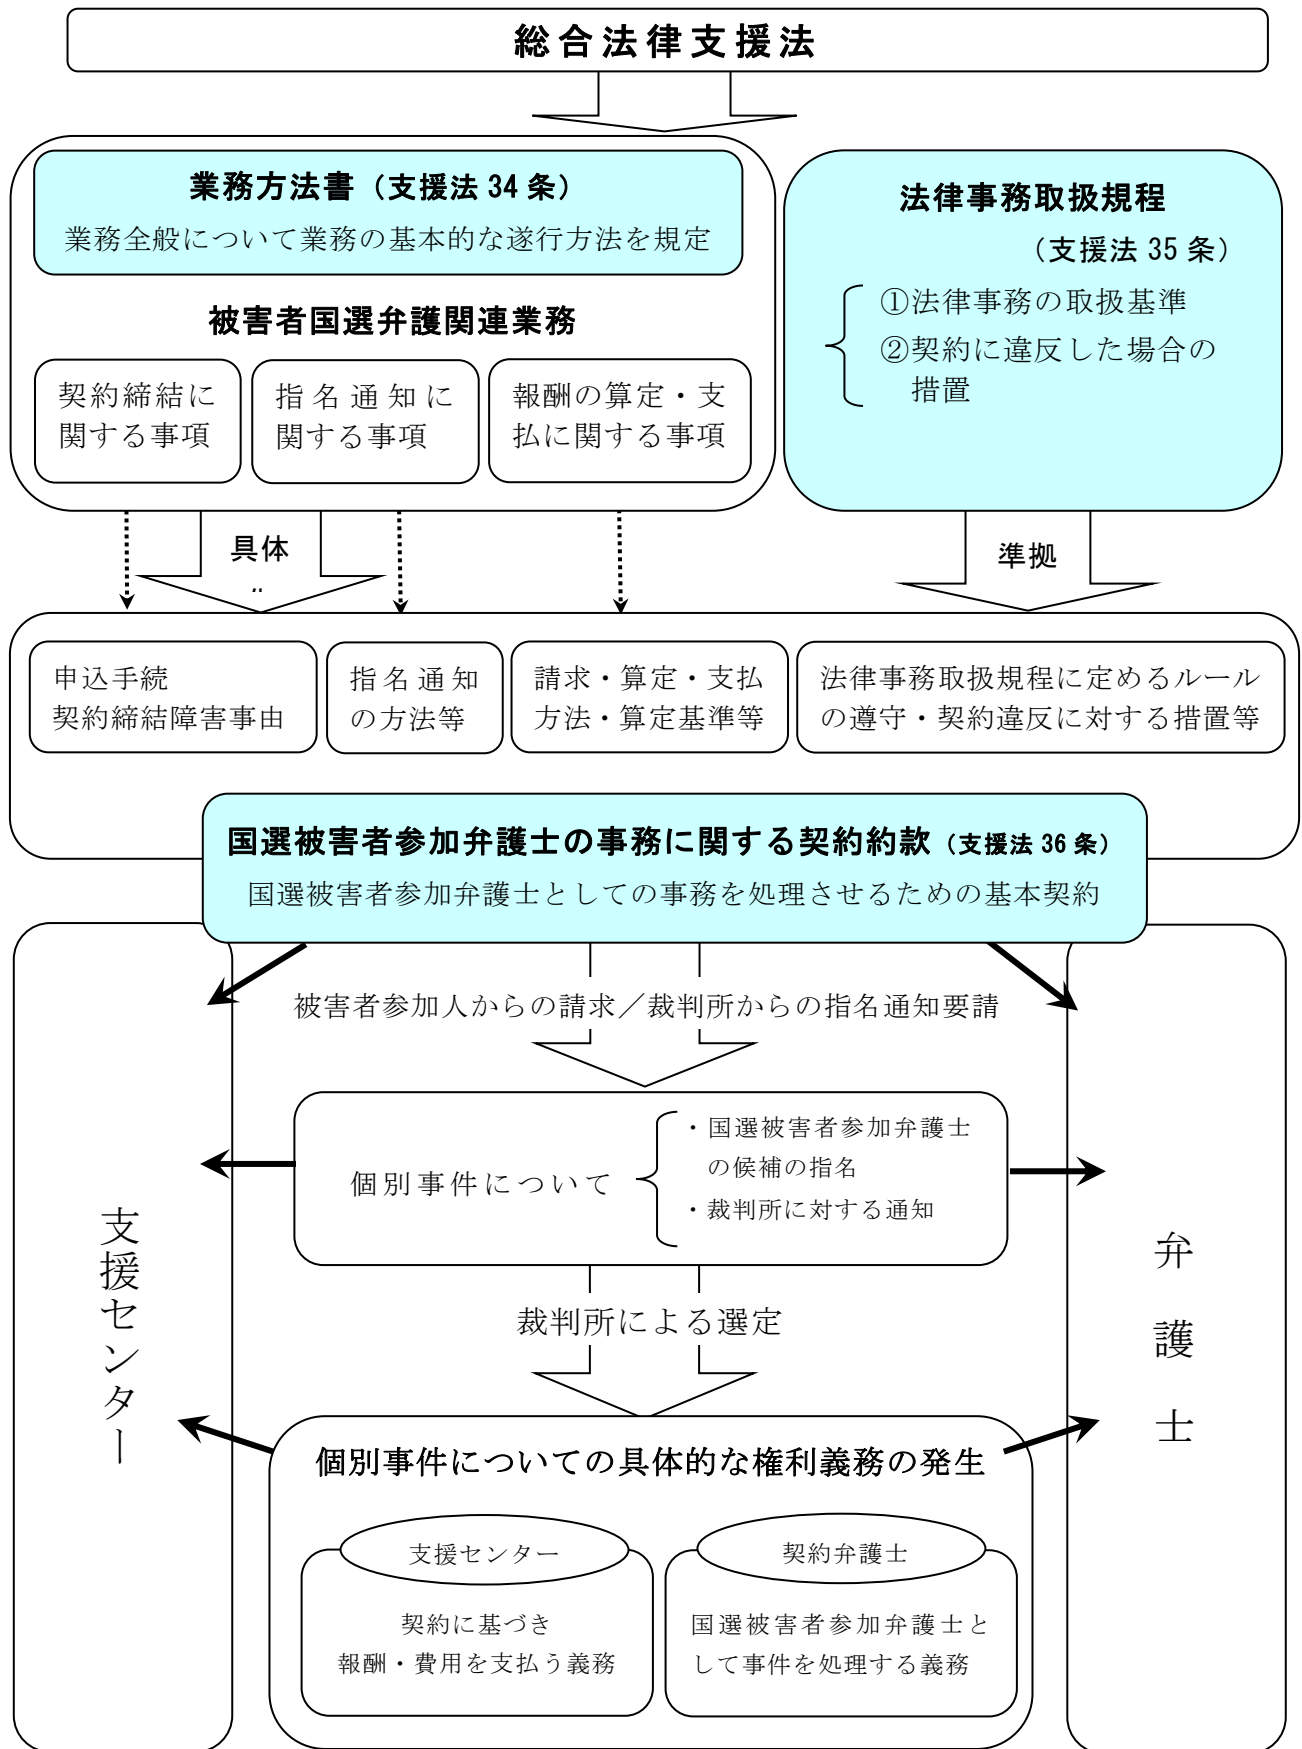 総合法律支援法
業務方法書（支援法 34 条）
業務全般について業務の基本的な遂行方法を規定
被害者国選弁護関連業務
契約締結に
関する事項
指名通知に
関する事項
報酬の算定・支
払に関する事項
法律事務取扱規程
（支援法 35 条）
①法律事務の取扱基準
②契約に違反した場合の
措置
具体
準拠
申込手続
契約締結障害事由
指名通知
の方法等
請求・算定・支払
方法・算定基準等
法律事務取扱規程に定めるルール
の遵守・契約違反に対する措置等
国選被害者参加弁護士の事務に関する契約約款（支援法 36 条）
国選被害者参加弁護士としての事務を処理させるための基本契約
被害者参加人からの請求／裁判所からの指名通知要請
個別事件について
・国選被害者参加弁護士
の候補の指名
・裁判所に対する通知
支援センター
弁護士
裁判所による選定
個別事件についての具体的な権利義務の発生
支援センター
契約に基づき
報酬・費用を支払う義務
契約弁護士
国選被害者参加弁護士と
して事件を処理する義務